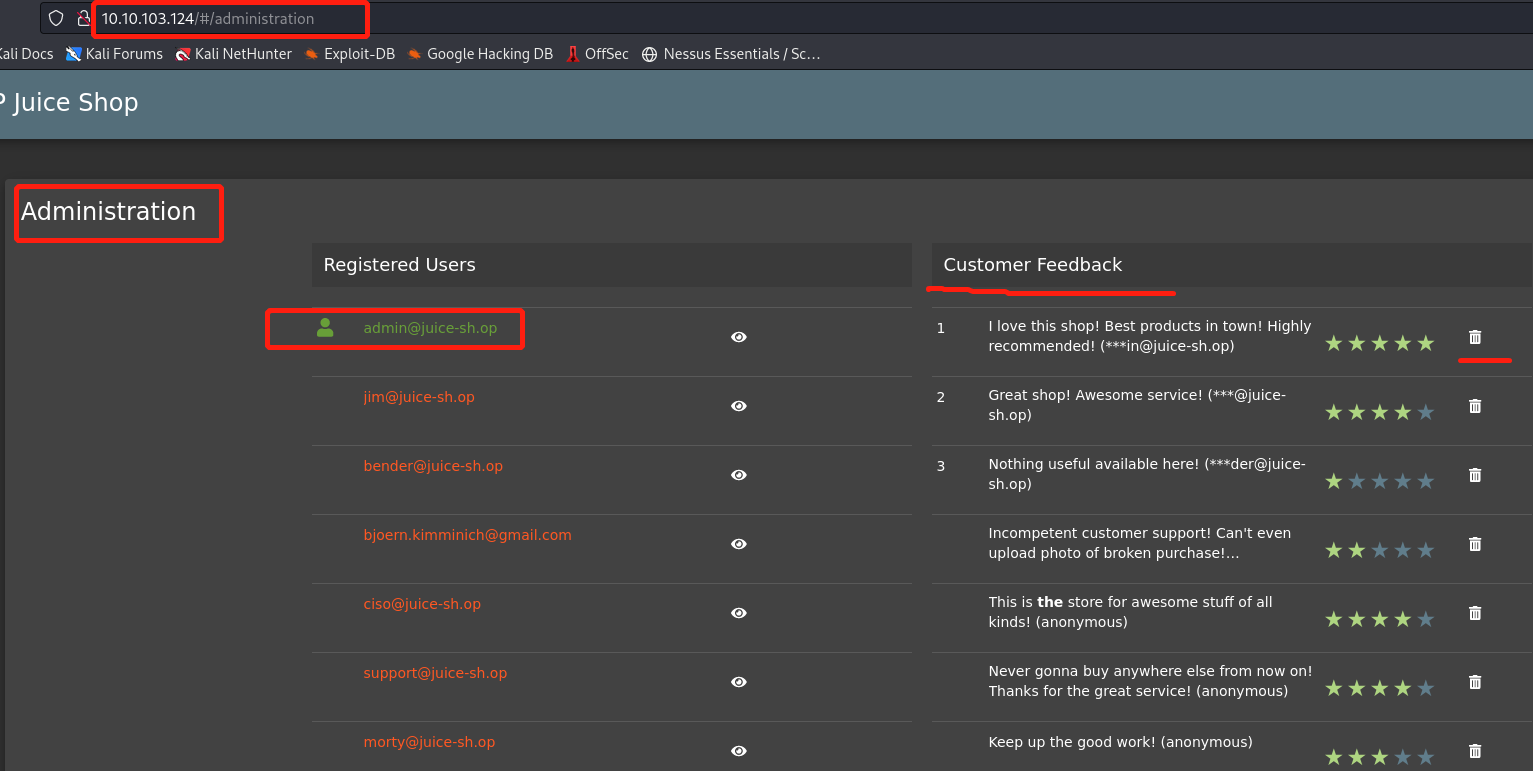 10.10.103.124/#/administration
Kali Docs Kali Forums Kali NetHunter Exploit-DB Google Hacking DB OffSec Nessus Essentials / Sc…
P Juice Shop
Administration
Registered Users
admin@juice-sh.op
jim@juice-sh.op
bender@juice-sh.op
bjoern.kimminich@gmail.com
ciso@juice-sh.op
support@juice-sh.op
morty@juice-sh.op
Customer Feedback
1 I love this shop! Best products in town! Highly
recommended! (***in@juice-sh.op)
2 Great shop! Awesome service! (***@juice-
sh.op)
3 Nothing useful available here! (***der@juice-
sh.op)
Incompetent customer support! Can't even
upload photo of broken purchase!…
This is the store for awesome stuff of all
kinds! (anonymous)
Never gonna buy anywhere else from now on!
Thanks for the great service! (anonymous)
Keep up the good work! (anonymous)